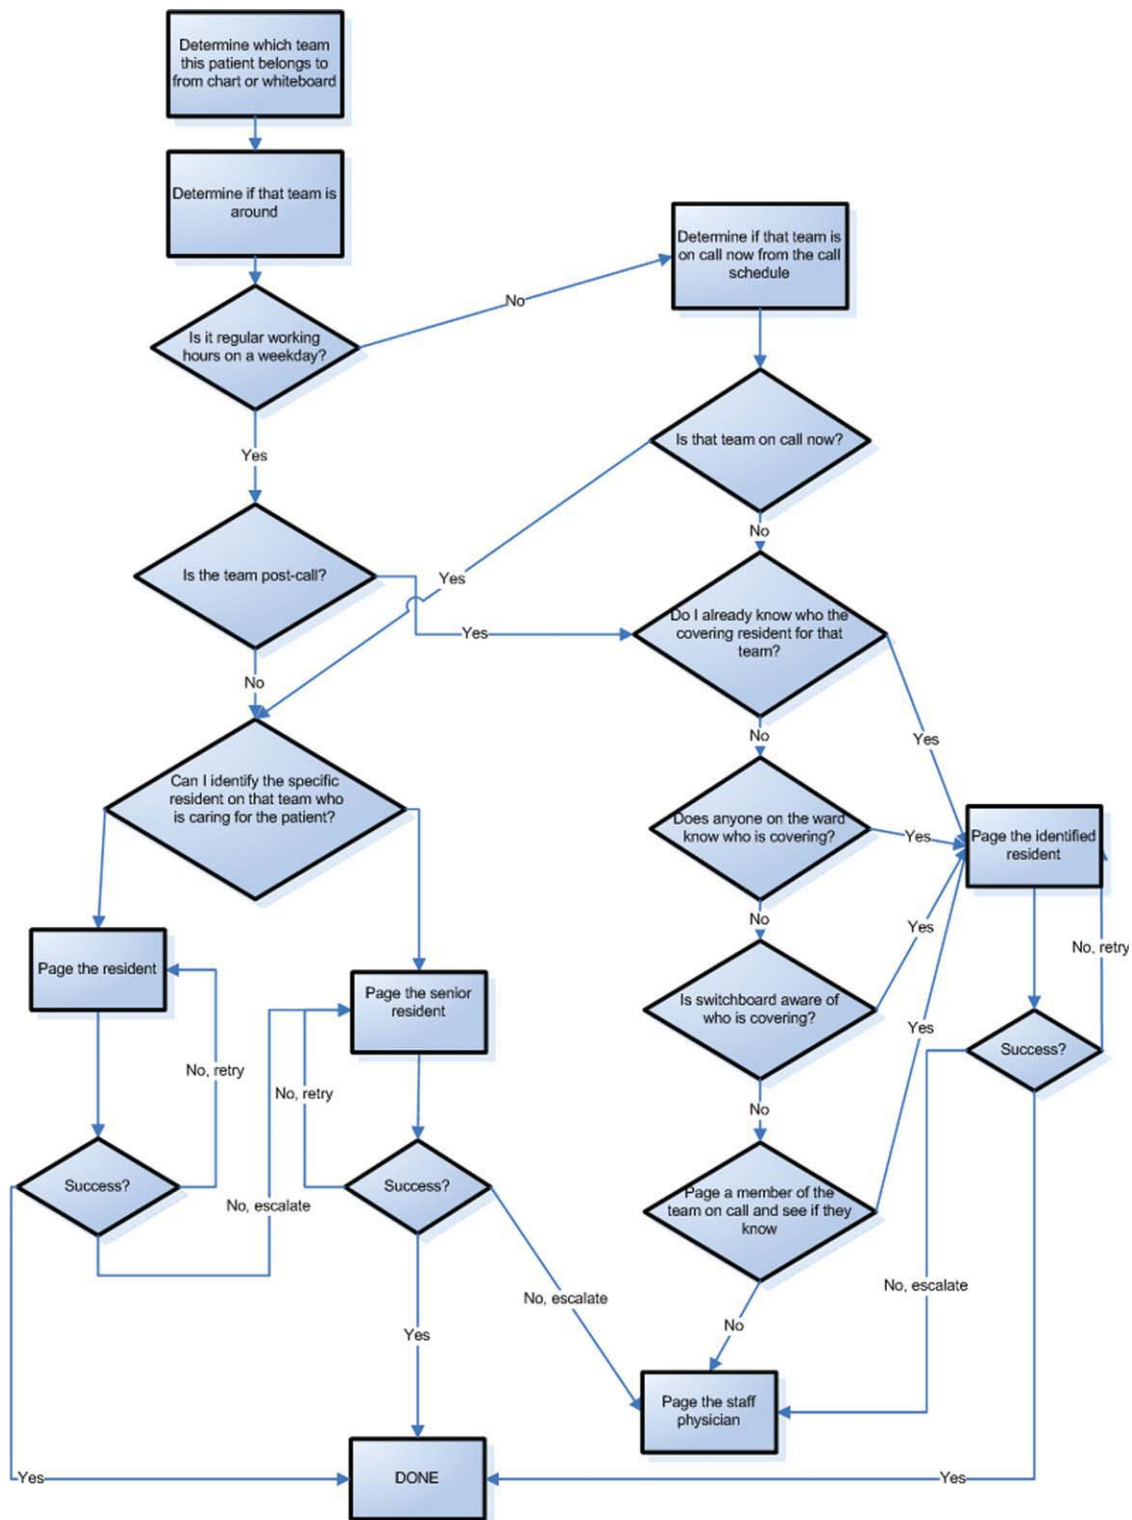 Determine which team
this patient belongs to
from chart or whiteboard
Determine if that team is
around
Determine if that team is
on call now from the call
schedule
No
Is it regular working
hours on a weekday?
Is that team on call now?
Yes
No
Is the team post-call?
Yes
Yes
Do I already know who the
covering resident for that
team?
No
No
Yes
Can I identify the specific
resident on that team who
is caring for the patient?
Does anyone on the ward
know who is covering?
Yes
Page the identified
resident
No
Yes
No, retry
Page the resident
Page the senior
resident
Is switchboard aware of
who is covering?
Yes
Success?
No, retry
No, retry
No
Success?
No, escalate
Success?
Page a member of the
team on call and see if they
know
No, escalate
No, escalate
Yes
No
Page the staff
physician
Yes
DONE
Yes